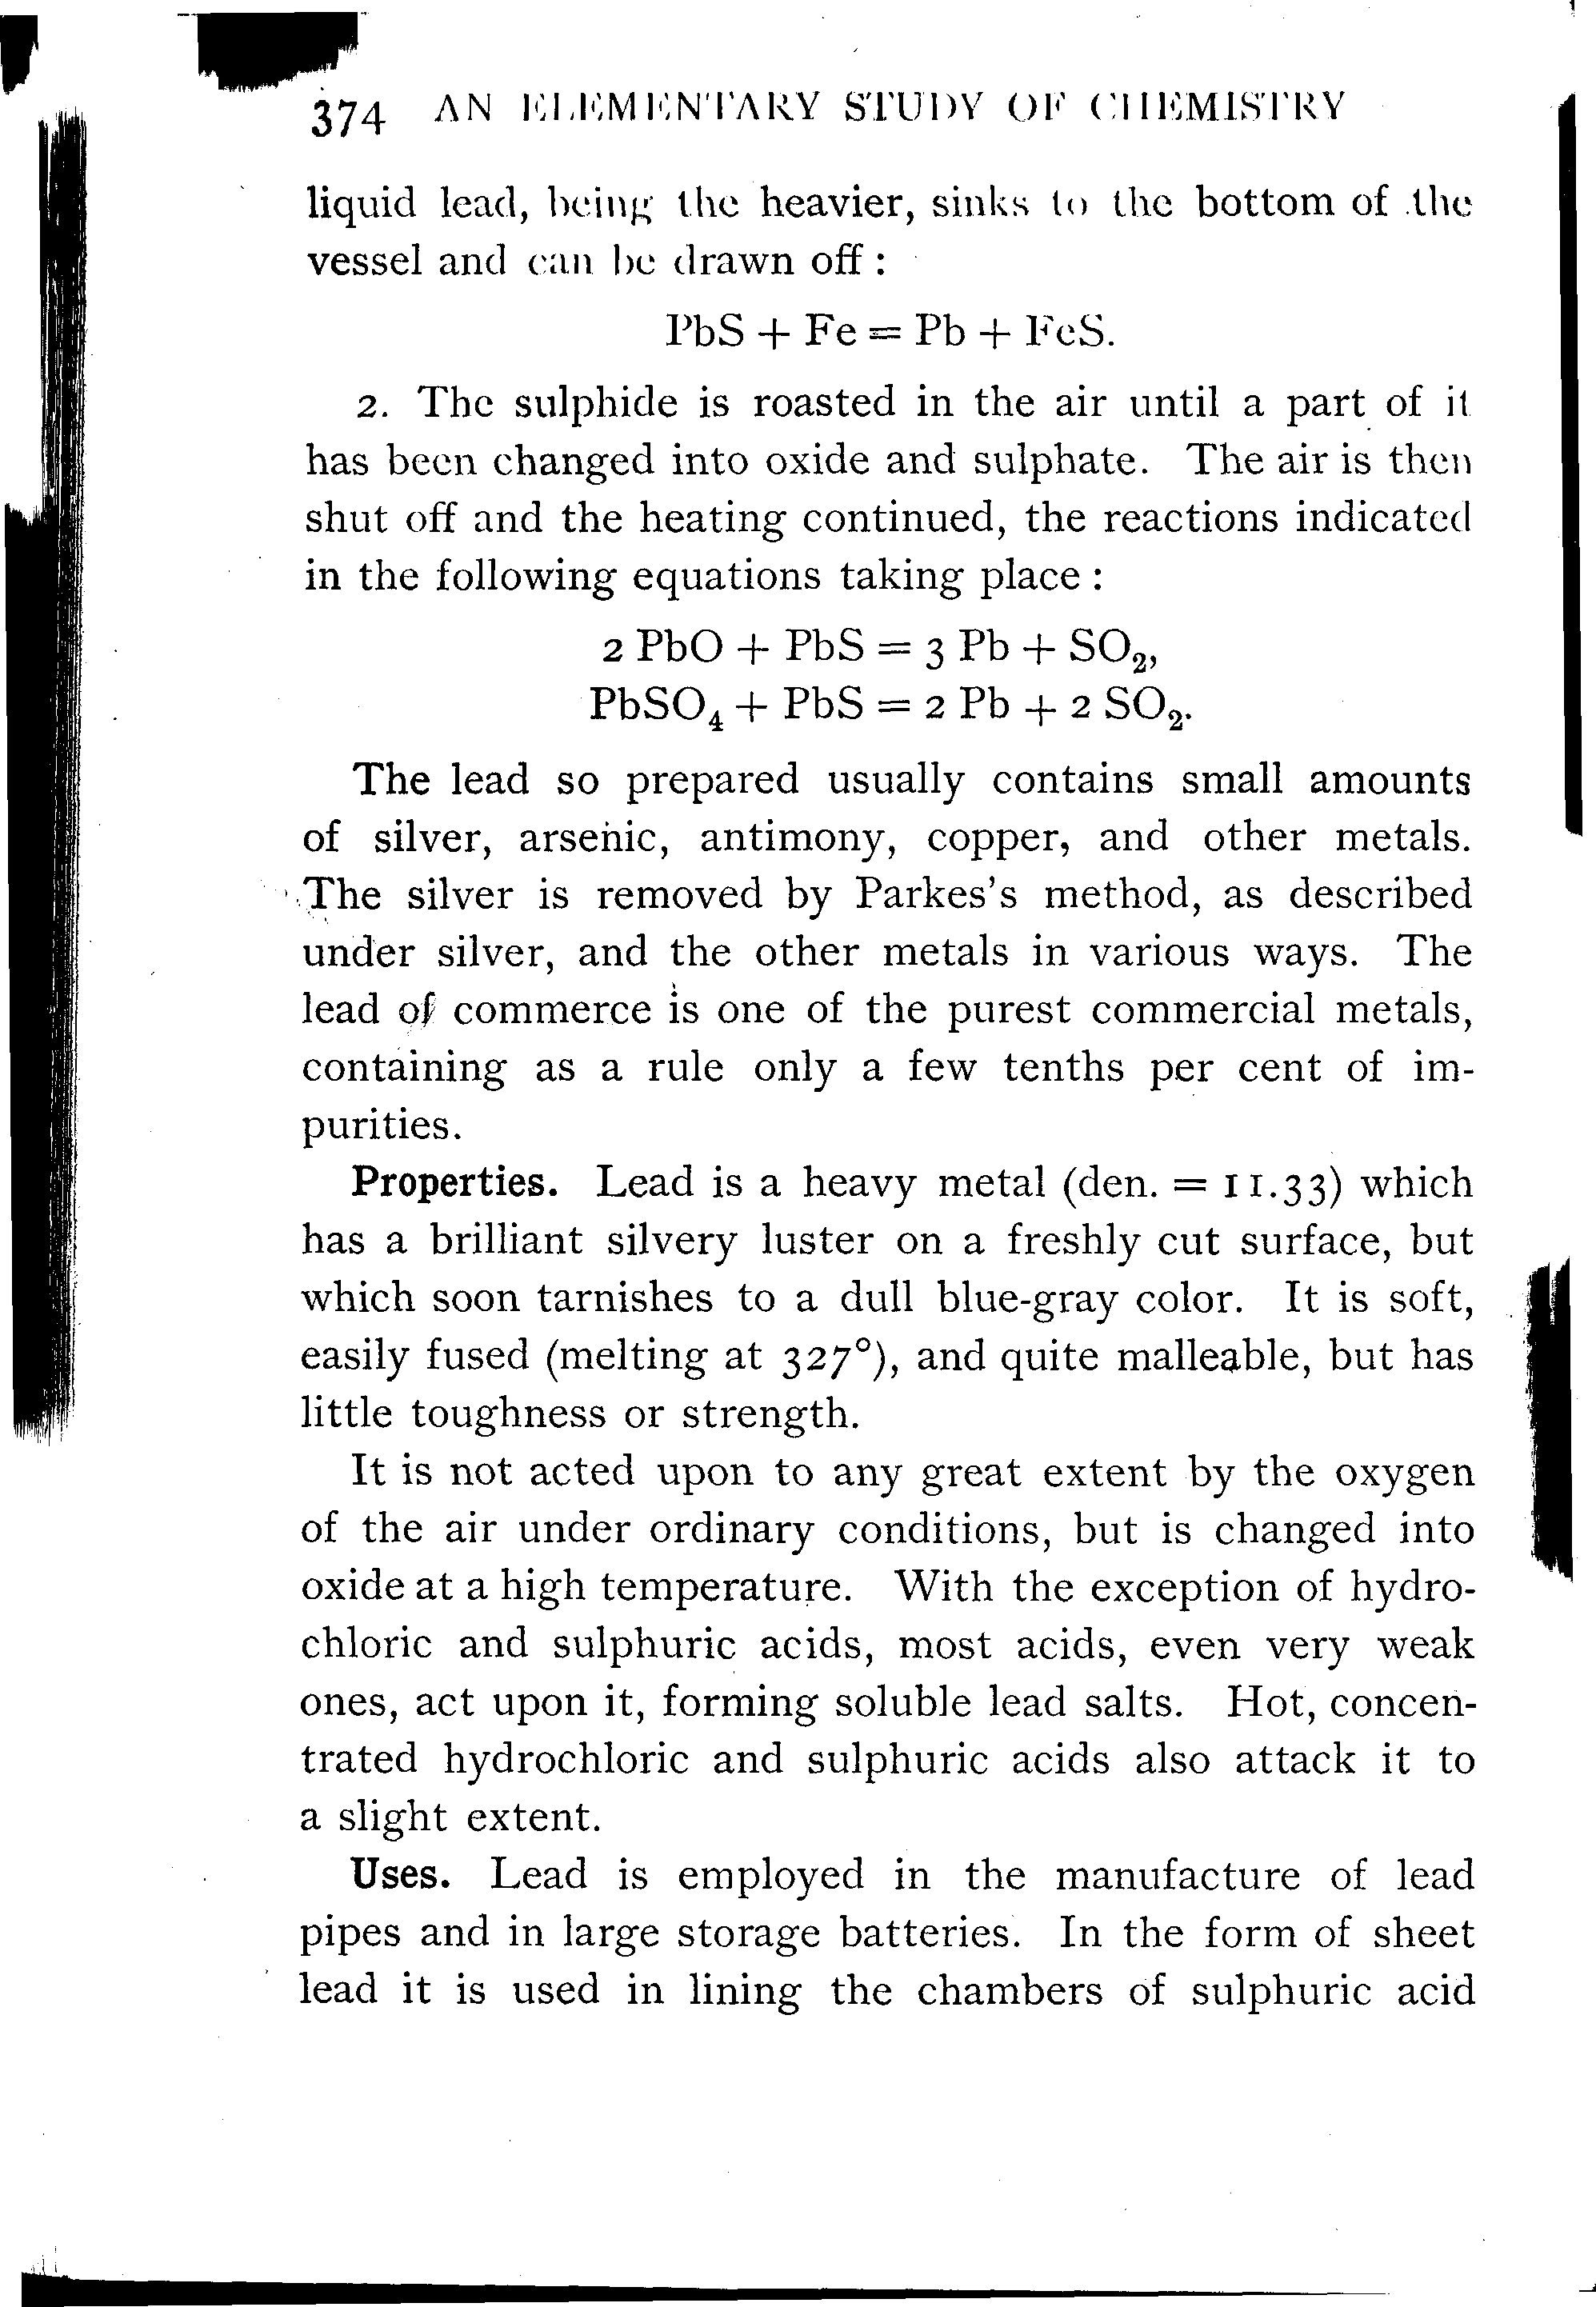 374 AN ELEMENTARY STUDY OF CHEMISTRY
liquid lead, being the heavier, sinks to the bottom of the
vessel and can be drawn off :
PbS + Fe = Pb + FeS.
2. The sulphide is roasted in the air until a part of it
has been changed into oxide and sulphate. The air is then
shut off and the heating continued, the reactions indicated
in the following equations taking place :
2 PbO + PbS = 3 Pb + SO₂,
PbSO₄ + PbS = 2 Pb + 2 SO₂.
The lead so prepared usually contains small amounts
of silver, arsenic, antimony, copper, and other metals.
The silver is removed by Parkes's method, as described
under silver, and the other metals in various ways. The
lead of commerce is one of the purest commercial metals,
containing as a rule only a few tenths per cent of im-
purities.
Properties. Lead is a heavy metal (den. = 11.33) which
has a brilliant silvery luster on a freshly cut surface, but
which soon tarnishes to a dull blue-gray color. It is soft,
easily fused (melting at 327°), and quite malleable, but has
little toughness or strength.
It is not acted upon to any great extent by the oxygen
of the air under ordinary conditions, but is changed into
oxide at a high temperature. With the exception of hydro-
chloric and sulphuric acids, most acids, even very weak
ones, act upon it, forming soluble lead salts. Hot, concen-
trated hydrochloric and sulphuric acids also attack it to
a slight extent.
Uses. Lead is employed in the manufacture of lead
pipes and in large storage batteries. In the form of sheet
lead it is used in lining the chambers of sulphuric acid